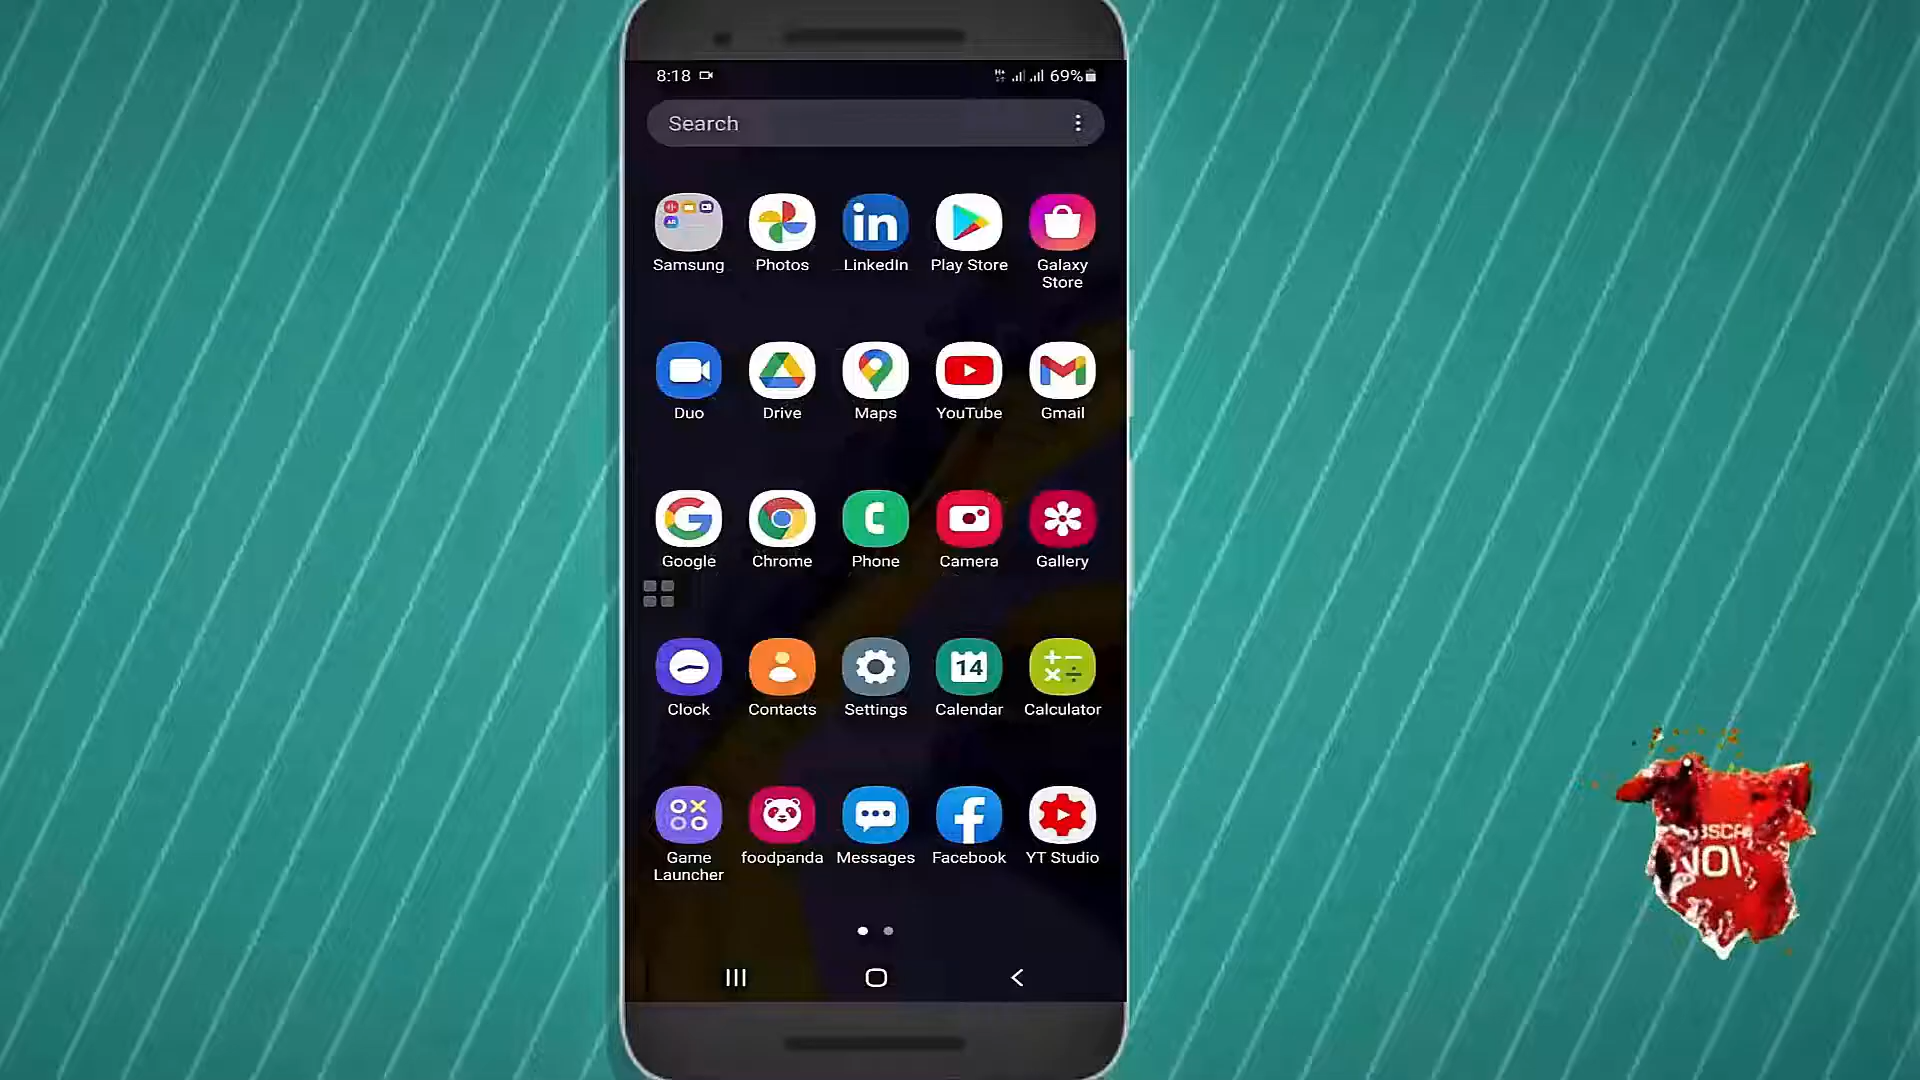 8:18 69%
Search
Samsung Photos LinkedIn Play Store Galaxy Store
Duo Drive Maps YouTube Gmail
Google Chrome Phone Camera Gallery
14
Clock Contacts Settings Calendar Calculator
Game Launcher foodpanda Messages Facebook YT Studio